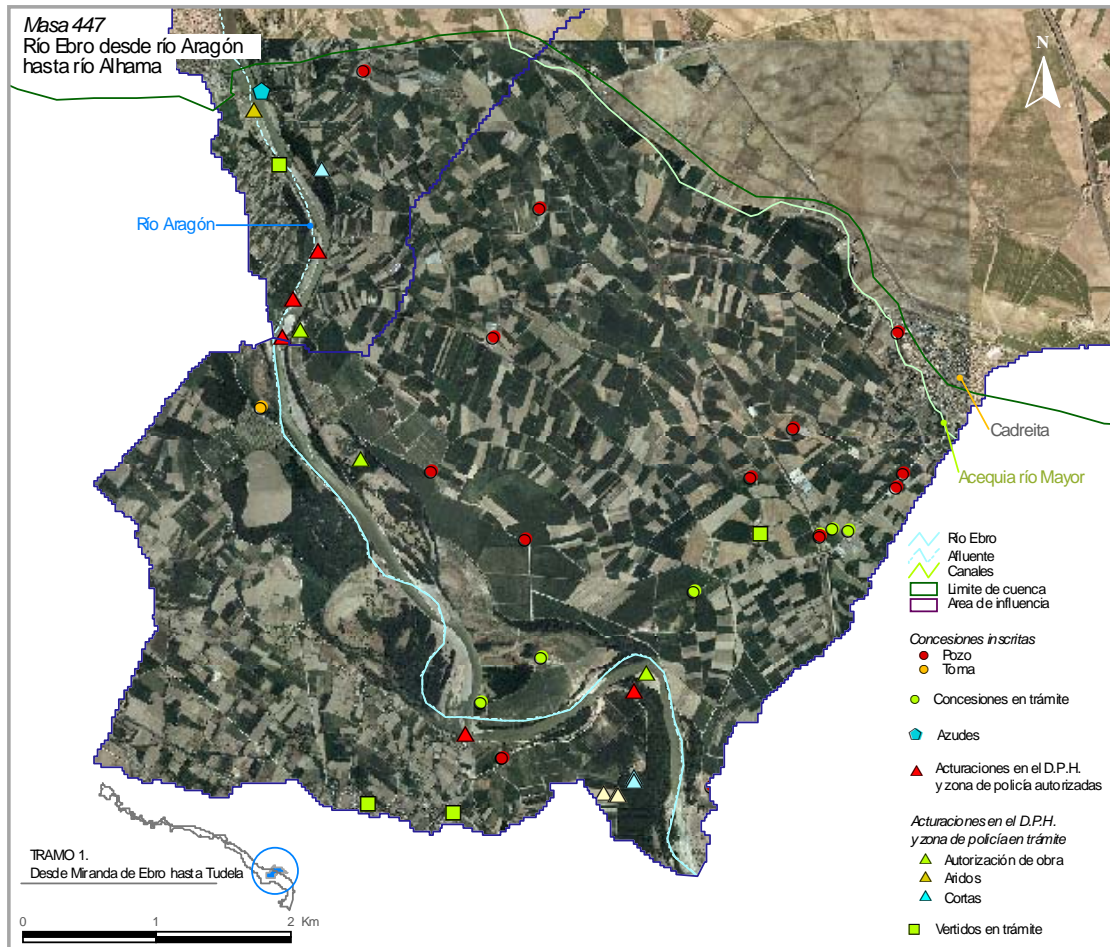 Masa 447
Río Ebro desde río Aragón
hasta río Alhama
N
Río Aragón
Cadreita
Acequia río Mayor
Río Ebro
Afluente
Canales
Limite de cuenca
Area de influencia
Concesiones inscritas
Pozo
Toma
Concesiones en trámite
Azudes
Acturaciones en el D.P.H.
y zona de policía autorizadas
Acturaciones en el D.P.H.
y zona de policía en trámite
Autorización de obra
Aridos
Cortas
Vertidos en trámite
TRAMO 1.
Desde Miranda de Ebro hasta Tudela
0 1 2 Km